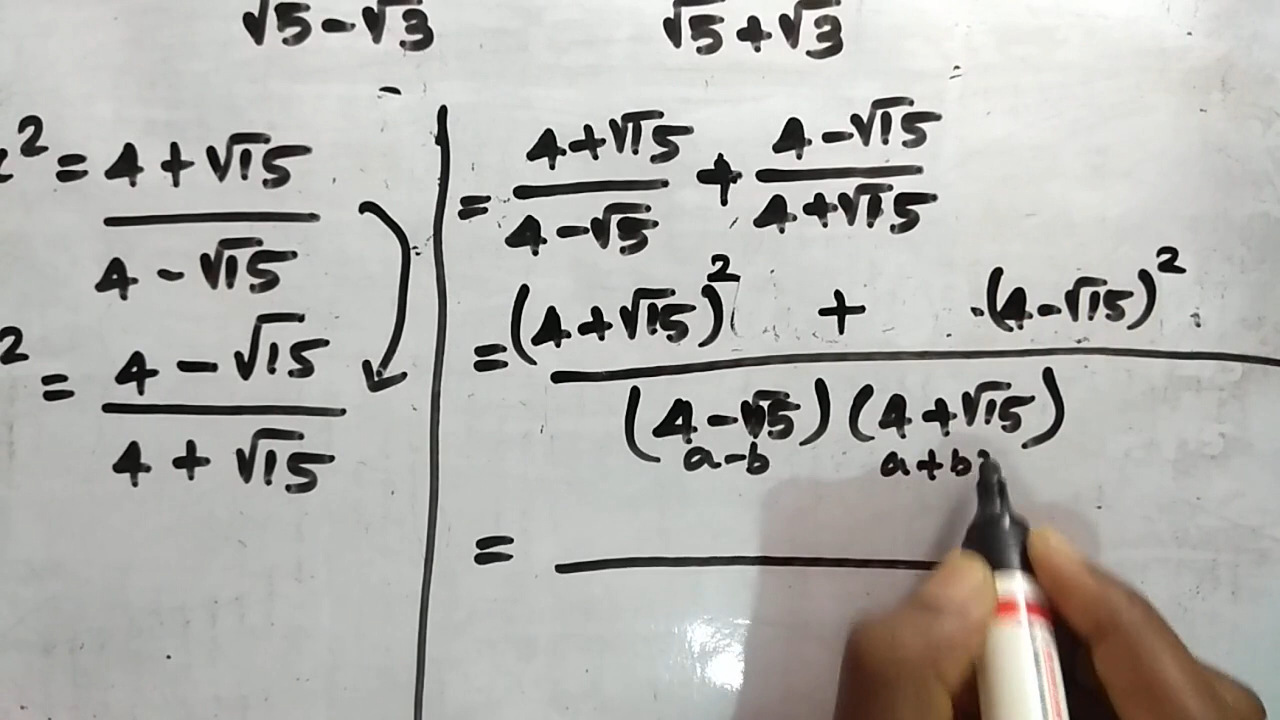 √5-√3
√5+√3
² = (4+√15)/(4-√15)
² = (4-√15)/(4+√15)
= (4+√15)/(4-√5) + (4-√15)/(4+√15)
= ((4+√15)² + (4-√15)²)/((4-√5)(4+√15))
a-b a+b
=